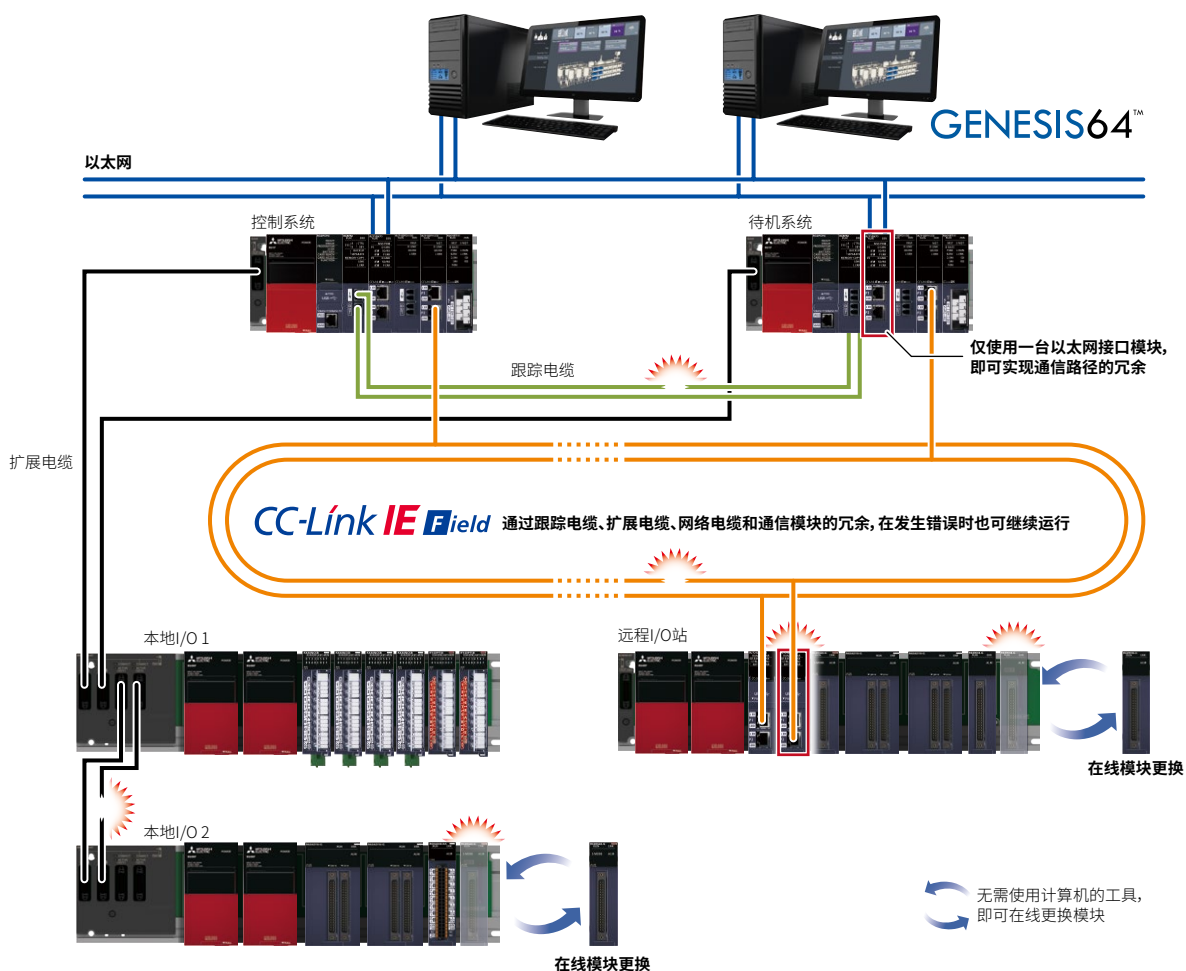 GENESIS64™
以太网
控制系统
待机系统
仅使用一台以太网接口模块,
即可实现通信路径的冗余
跟踪电缆
扩展电缆
CC-Link IE Field
通过跟踪电缆、扩展电缆、网络电缆和通信模块的冗余, 在发生错误时也可继续运行
本地I/O 1
远程I/O站
在线模块更换
本地I/O 2
无需使用计算机的工具,
即可在线更换模块
在线模块更换